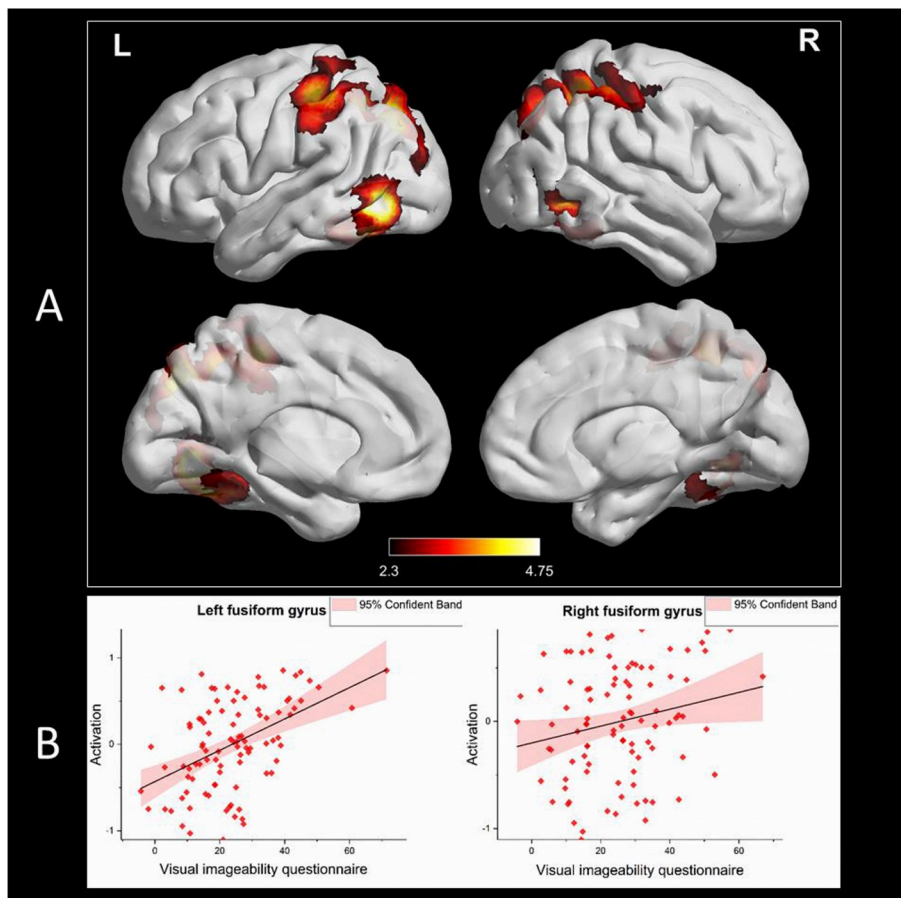 L
R
A
2.3
4.75
B
Left fusiform gyrus
95% Confident Band
Activation
1
0
-1
0
20
40
60
80
Visual imageability questionnaire
Right fusiform gyrus
95% Confident Band
Activation
0
-1
0
20
40
60
Visual imageability questionnaire